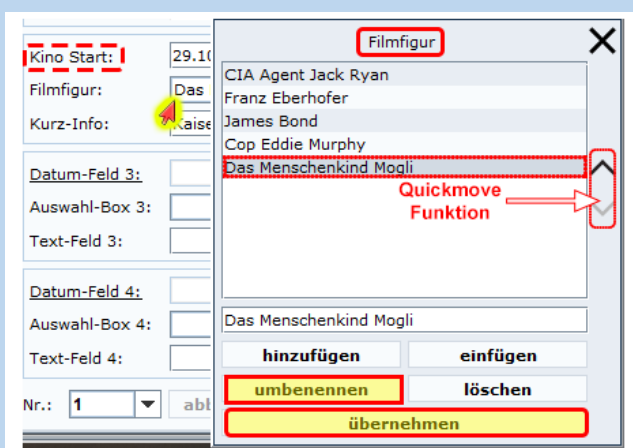 Kino Start:
29.10
Filmfigur:
Das
Kurz-Info:
Kaise
Datum-Feld 3:
Auswahl-Box 3:
Text-Feld 3:
Datum-Feld 4:
Auswahl-Box 4:
Text-Feld 4:
Nr.: 1
Filmfigur
CIA Agent Jack Ryan
Franz Eberhofer
James Bond
Cop Eddie Murphy
Das Menschenkind Mogli
Quickmove
Funktion
Das Menschenkind Mogli
hinzufügen
einfügen
umbenennen
löschen
übernehmen